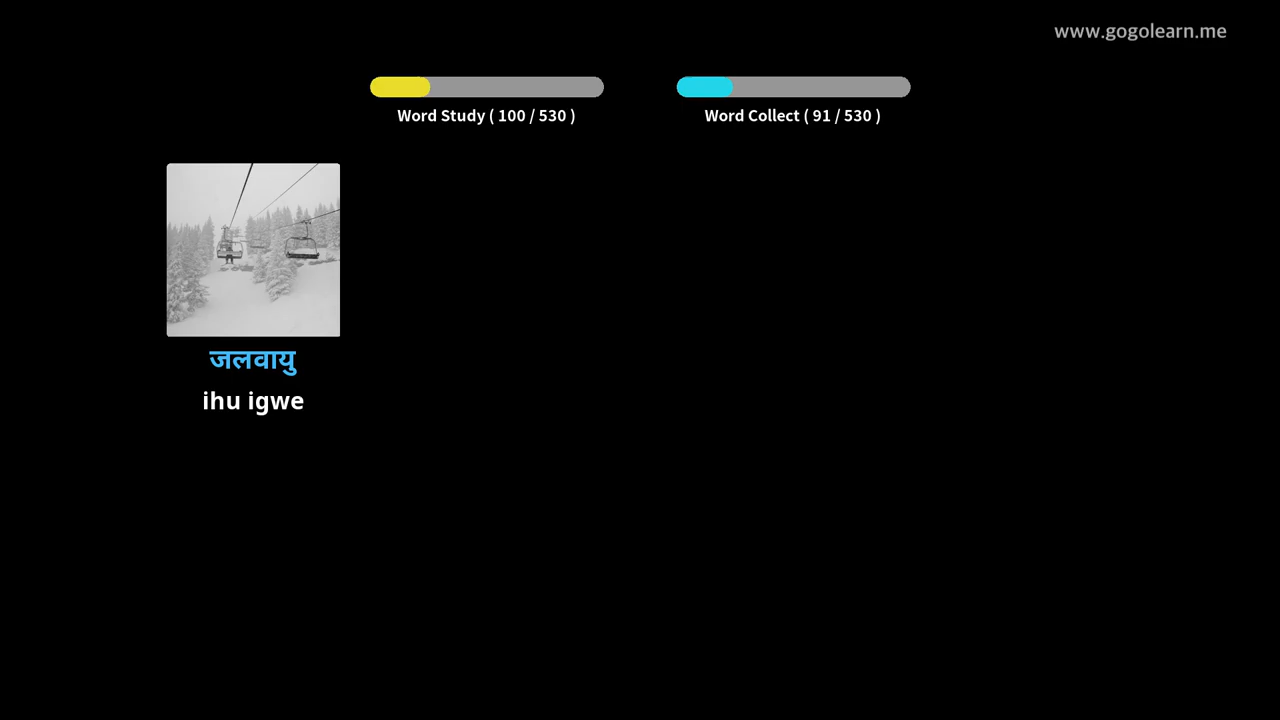 www.gogolearn.me
Word Study ( 100 / 530 )
Word Collect ( 91 / 530 )
जलवायु
ihu igwe